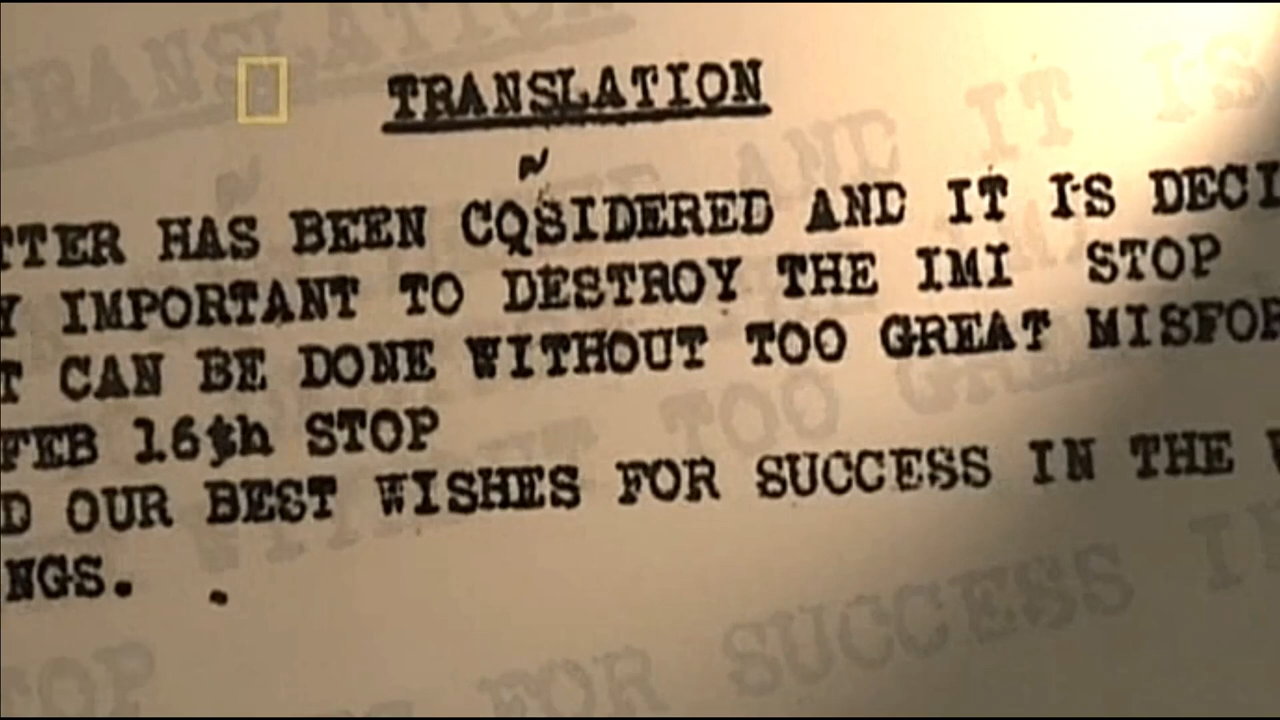 TRANSLATION
TTER HAS BEEN COSIDERED AND IT IS DECI
Y IMPORTANT TO DESTROY THE IMI STOP
T CAN BE DONE WITHOUT TOO GREAT MISFOR
FEB 16th STOP
D OUR BEST WISHES FOR SUCCESS IN THE W
NGS.